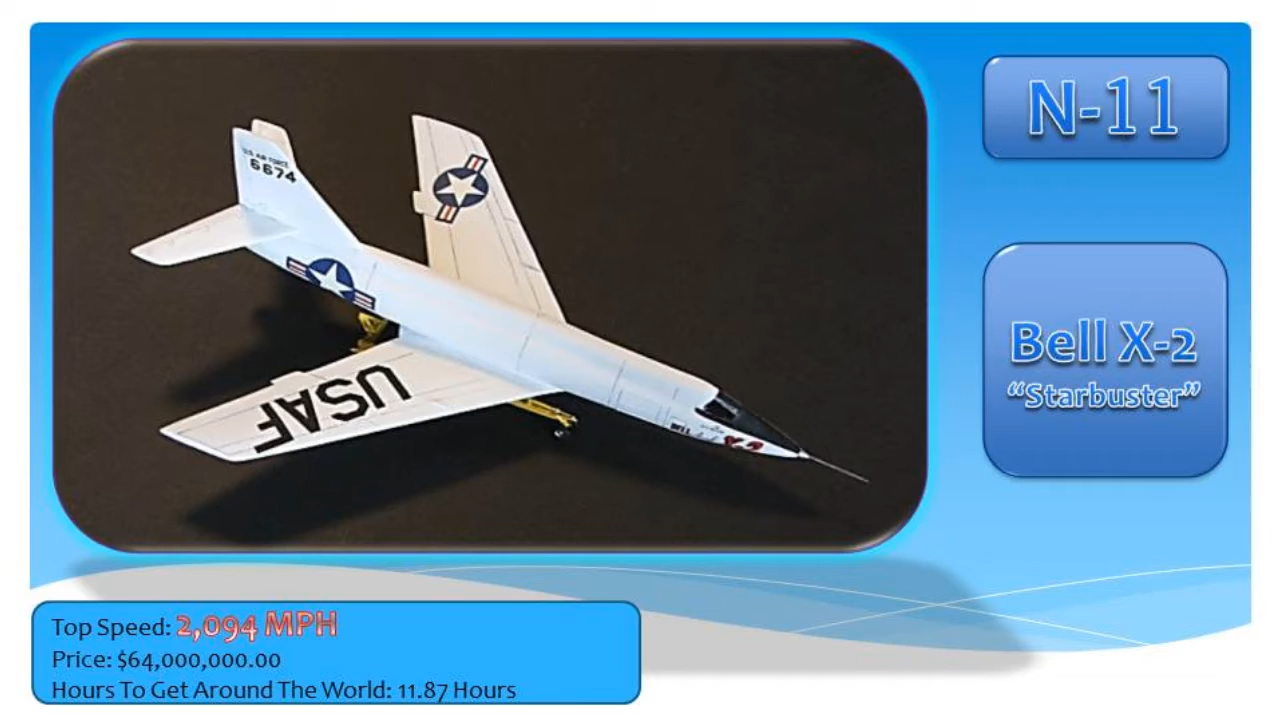 N-11
Bell X-2
“Starbuster”
U.S. AIR FORCE
6674
USAF
Top Speed: 2,094 MPH
Price: $64,000,000.00
Hours To Get Around The World: 11.87 Hours